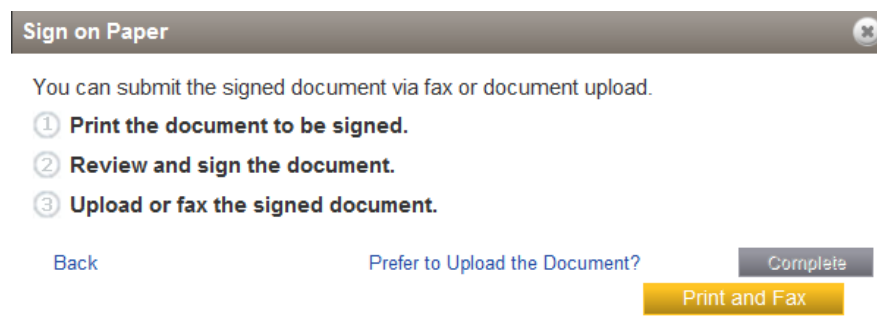 Sign on Paper
You can submit the signed document via fax or document upload.
1 Print the document to be signed.
2 Review and sign the document.
3 Upload or fax the signed document.
Back Prefer to Upload the Document? Complete
Print and Fax